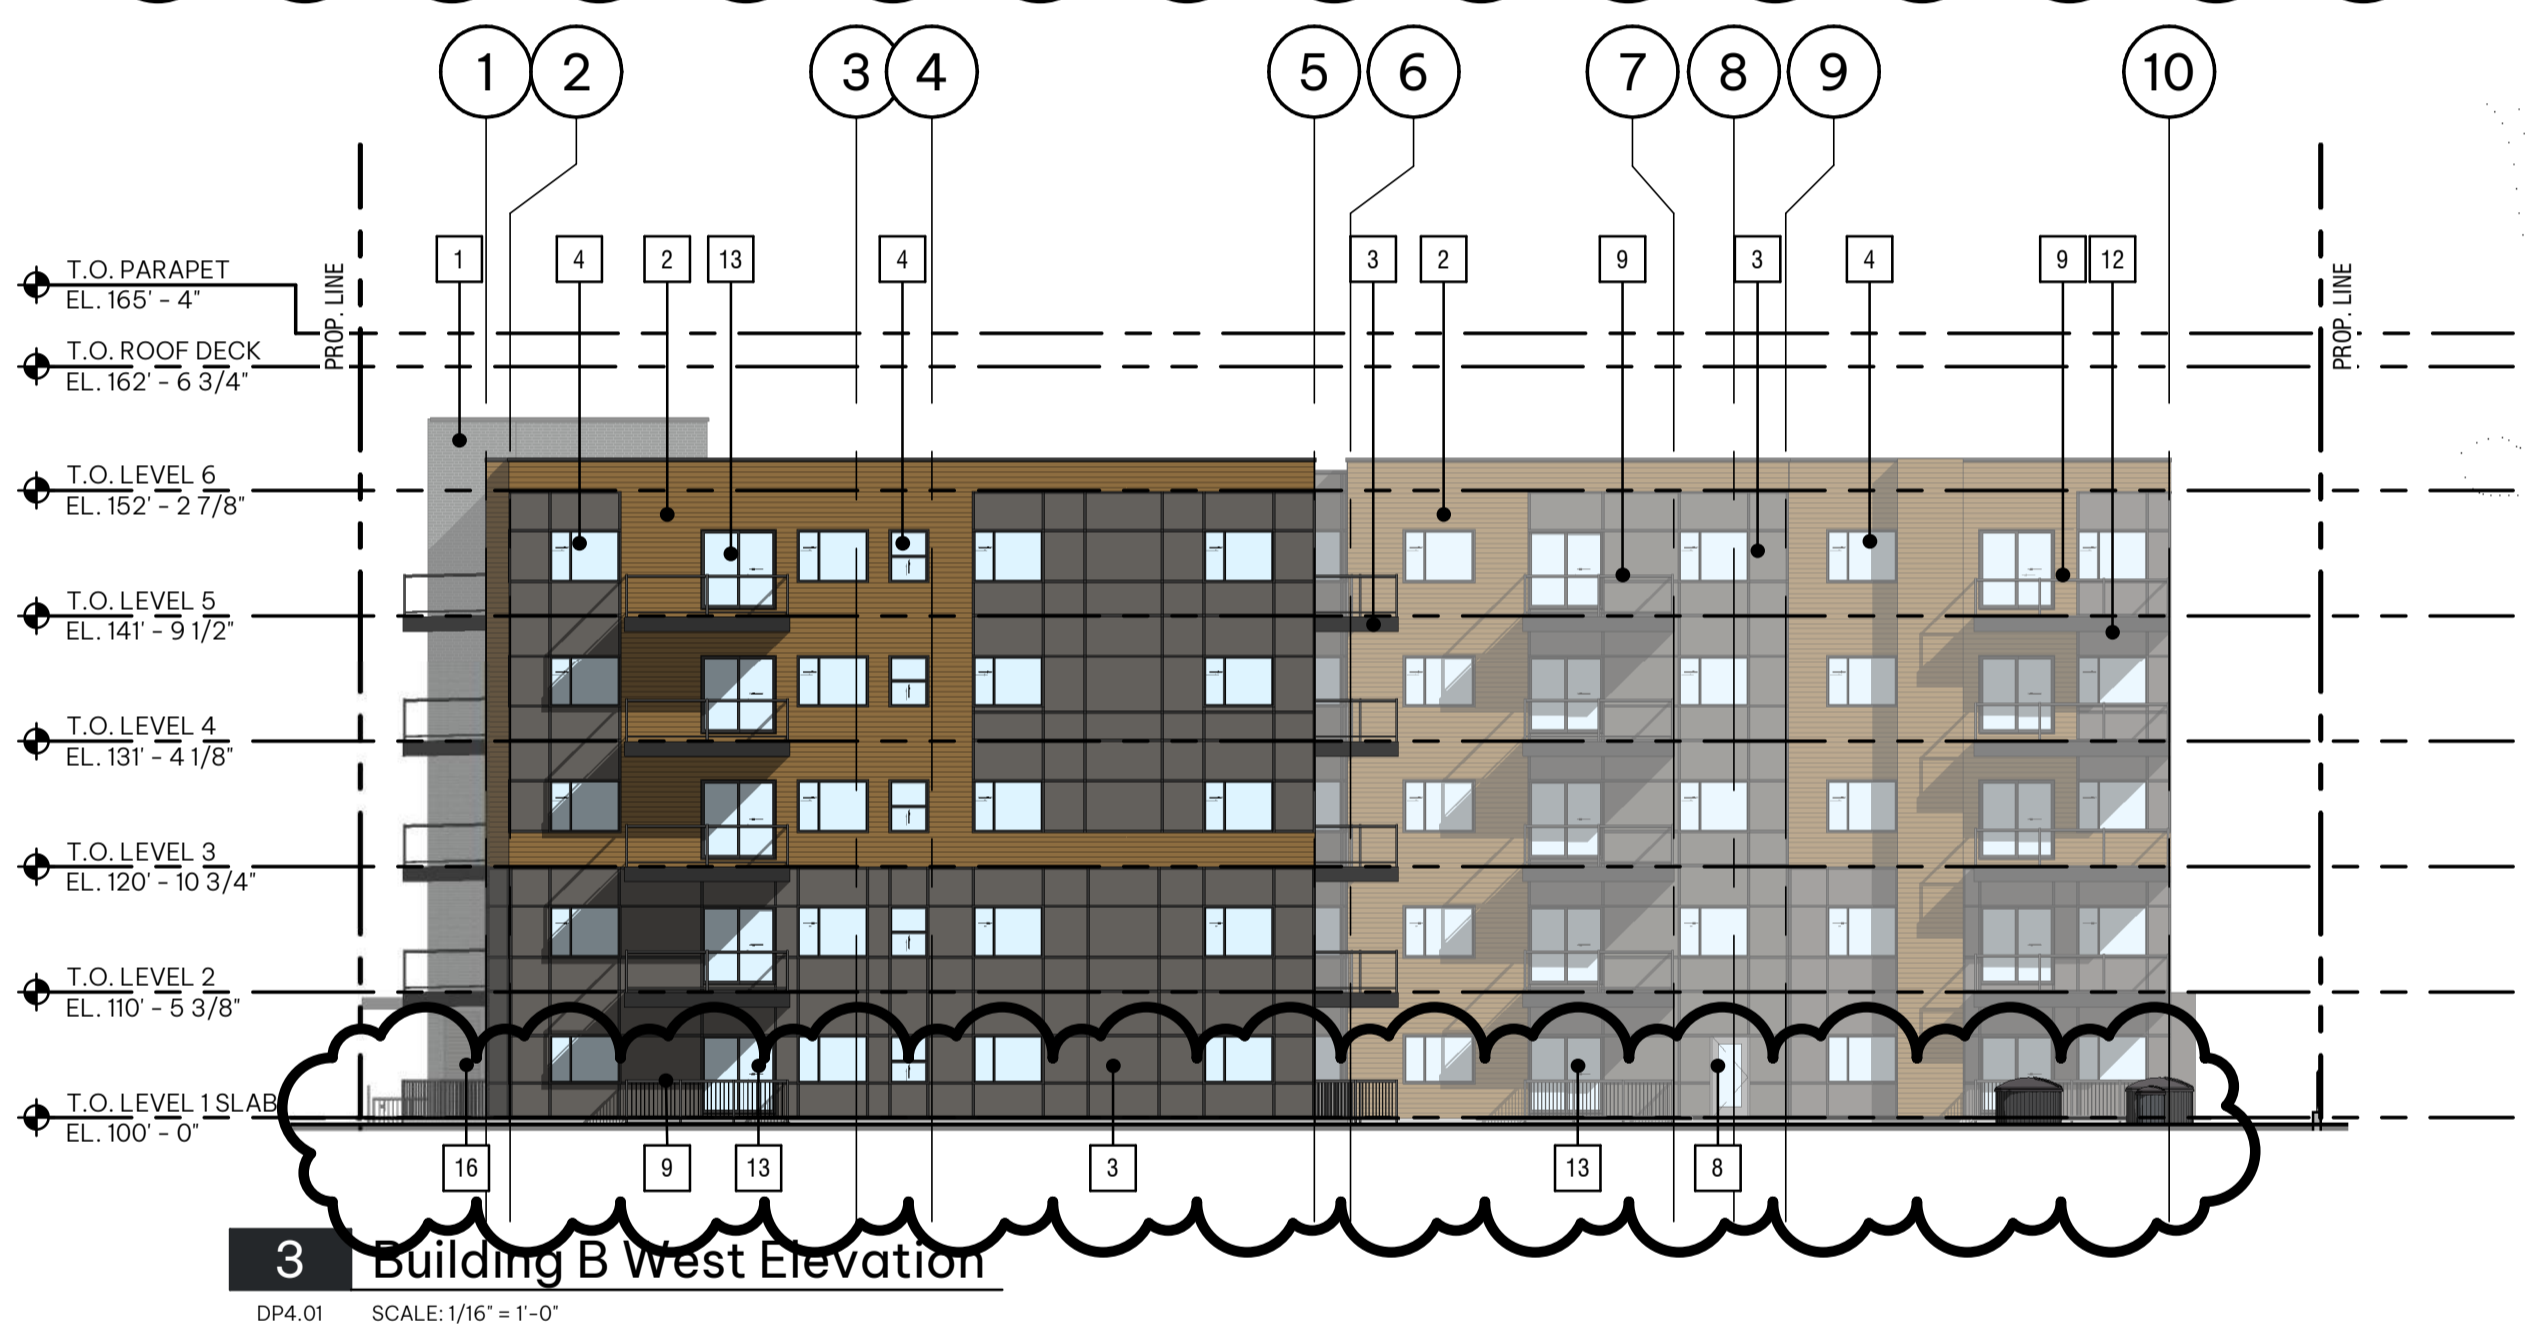 1 2 3 4 5 6 7 8 9 10
1 4 2 13 4 3 2 9 3 4 9 12
T.O. PARAPET
EL. 165' - 4"
PROP. LINE
PROP. LINE
T.O. ROOF DECK
EL. 162' - 6 3/4"
T.O. LEVEL 6
EL. 152' - 2 7/8"
T.O. LEVEL 5
EL. 141' - 9 1/2"
T.O. LEVEL 4
EL. 131' - 4 1/8"
T.O. LEVEL 3
EL. 120' - 10 3/4"
T.O. LEVEL 2
EL. 110' - 5 3/8"
T.O. LEVEL 1 SLAB
EL. 100' - 0"
16 9 13 3 13 8
3 Building B West Elevation
DP4.01 SCALE: 1/16" = 1'-0"